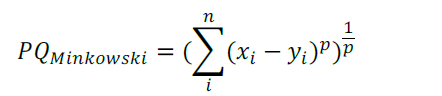 PQ_{Minkowski} = (\sum_{i}^{n} (x_i - y_i)^p)^{\frac{1}{p}}